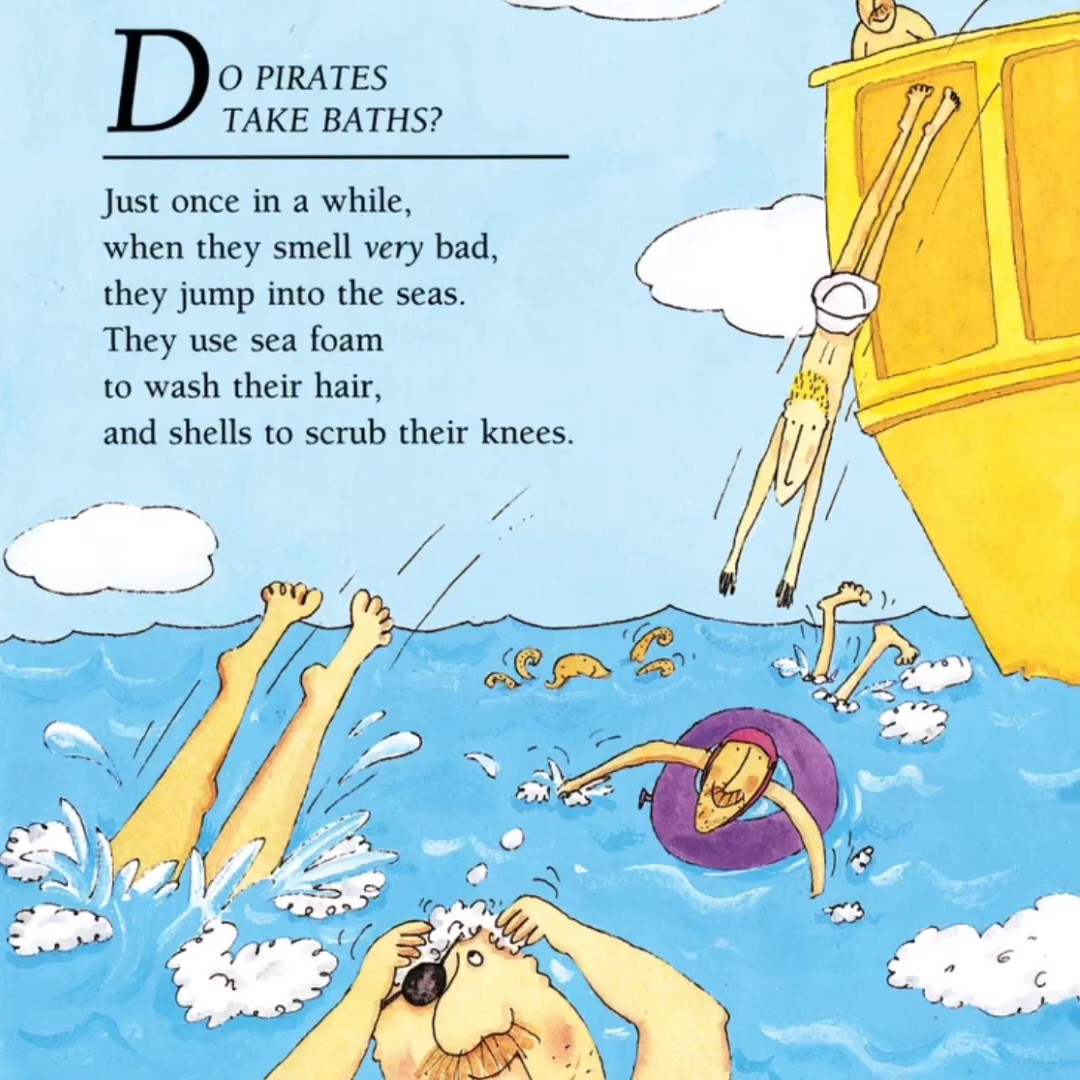 DO PIRATES
TAKE BATHS?
Just once in a while,
when they smell very bad,
they jump into the seas.
They use sea foam
to wash their hair,
and shells to scrub their knees.